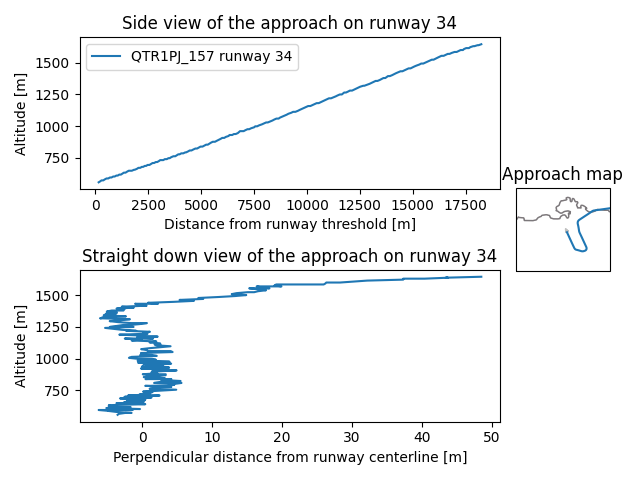 Side view of the approach on runway 34
QTR1PJ_157 runway 34
Altitude [m]
1500
1250
1000
750
0 2500 5000 7500 10000 12500 15000 17500
Distance from runway threshold [m]
Approach map
Straight down view of the approach on runway 34
Altitude [m]
1500
1250
1000
750
0 10 20 30 40 50
Perpendicular distance from runway centerline [m]